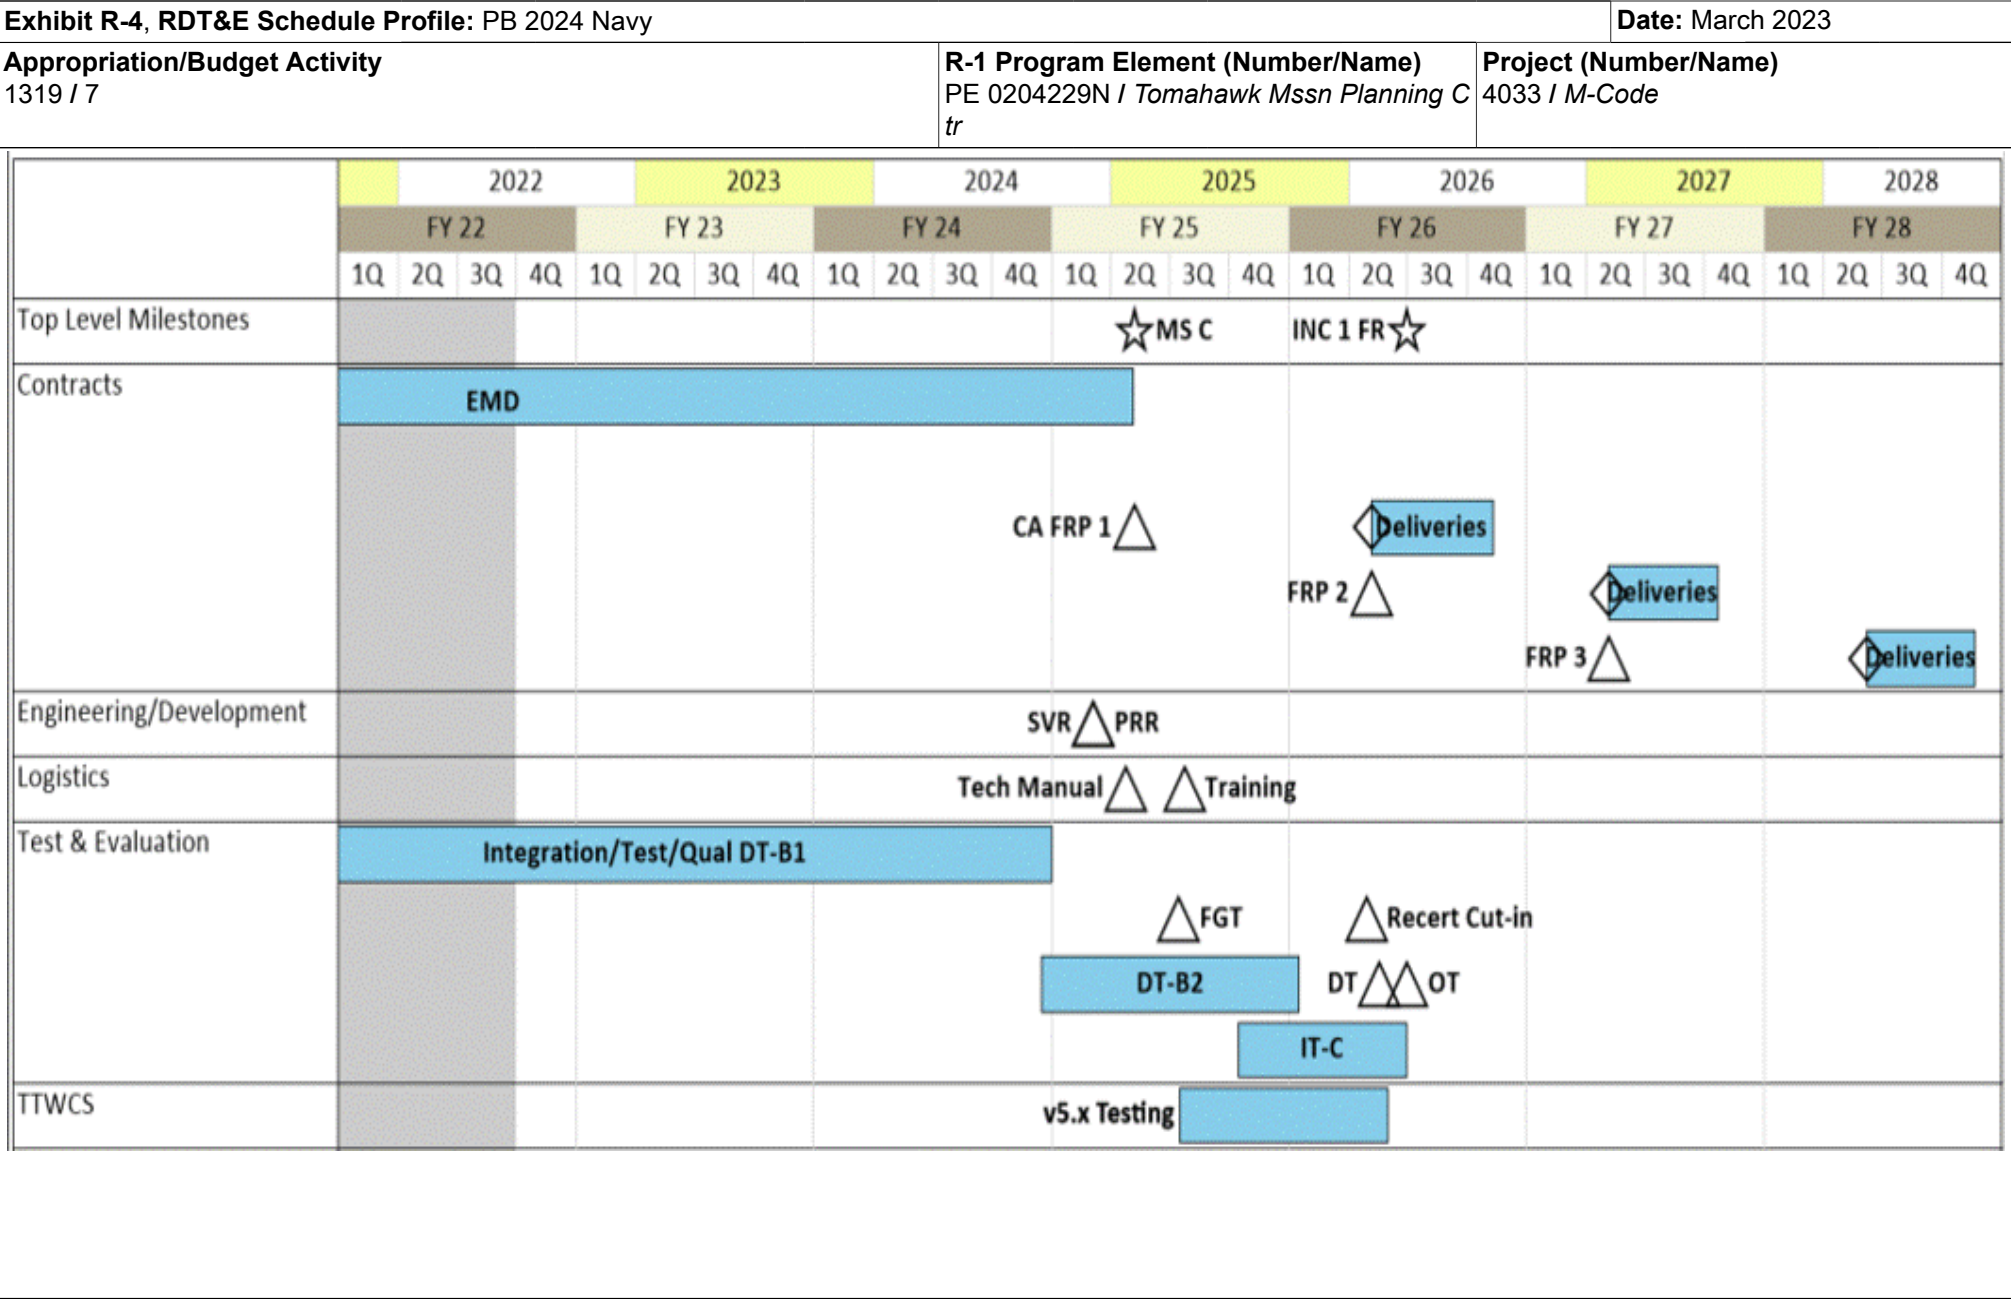 Exhibit R-4, RDT&E Schedule Profile: PB 2024 Navy
Date: March 2023
Appropriation/Budget Activity
1319 / 7
R-1 Program Element (Number/Name)
PE 0204229N / Tomahawk Mssn Planning C
tr
Project (Number/Name)
4033 / M-Code
2022 2023 2024 2025 2026 2027 2028
FY 22 FY 23 FY 24 FY 25 FY 26 FY 27 FY 28
1Q 2Q 3Q 4Q 1Q 2Q 3Q 4Q 1Q 2Q 3Q 4Q 1Q 2Q 3Q 4Q 1Q 2Q 3Q 4Q 1Q 2Q 3Q 4Q 1Q 2Q 3Q 4Q
Top Level Milestones
MS C INC 1 FR
Contracts
EMD
CA FRP 1 Deliveries
FRP 2 Deliveries
FRP 3 Deliveries
Engineering/Development
SVR PRR
Logistics
Tech Manual Training
Test & Evaluation
Integration/Test/Qual DT-B1
FGT Recert Cut-in
DT-B2 DT OT
IT-C
TTWCS
v5.x Testing